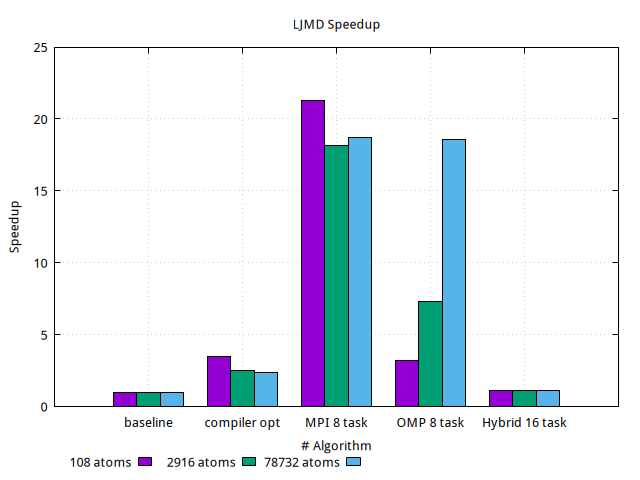 LJMD Speedup
25
20
15
10
5
0
Speedup
baseline compiler opt MPI 8 task OMP 8 task Hybrid 16 task
# Algorithm
108 atoms 2916 atoms 78732 atoms